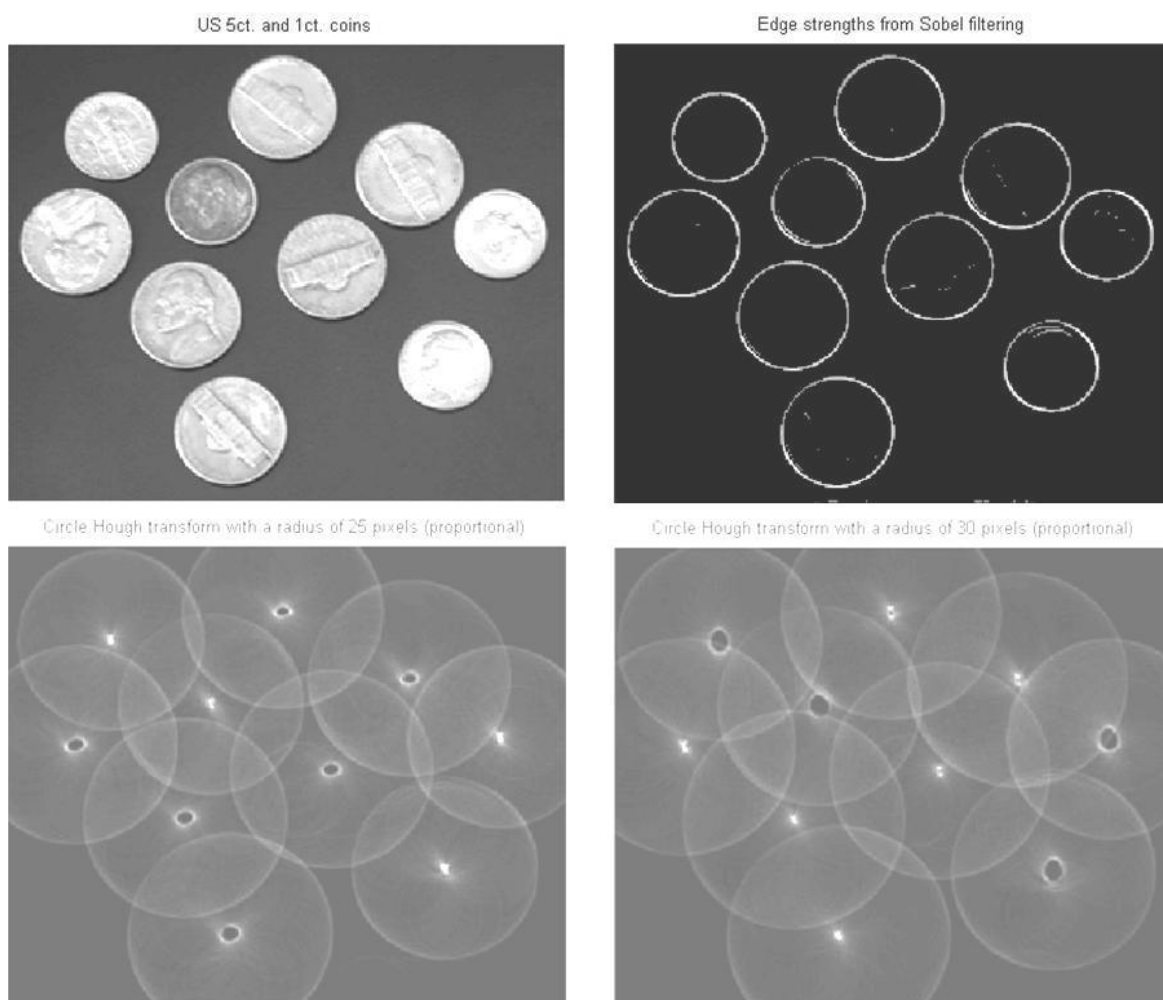 US 5ct. and 1ct. coins
Edge strengths from Sobel filtering
Circle Hough transform with a radius of 25 pixels (proportional)
Circle Hough transform with a radius of 30 pixels (proportional)